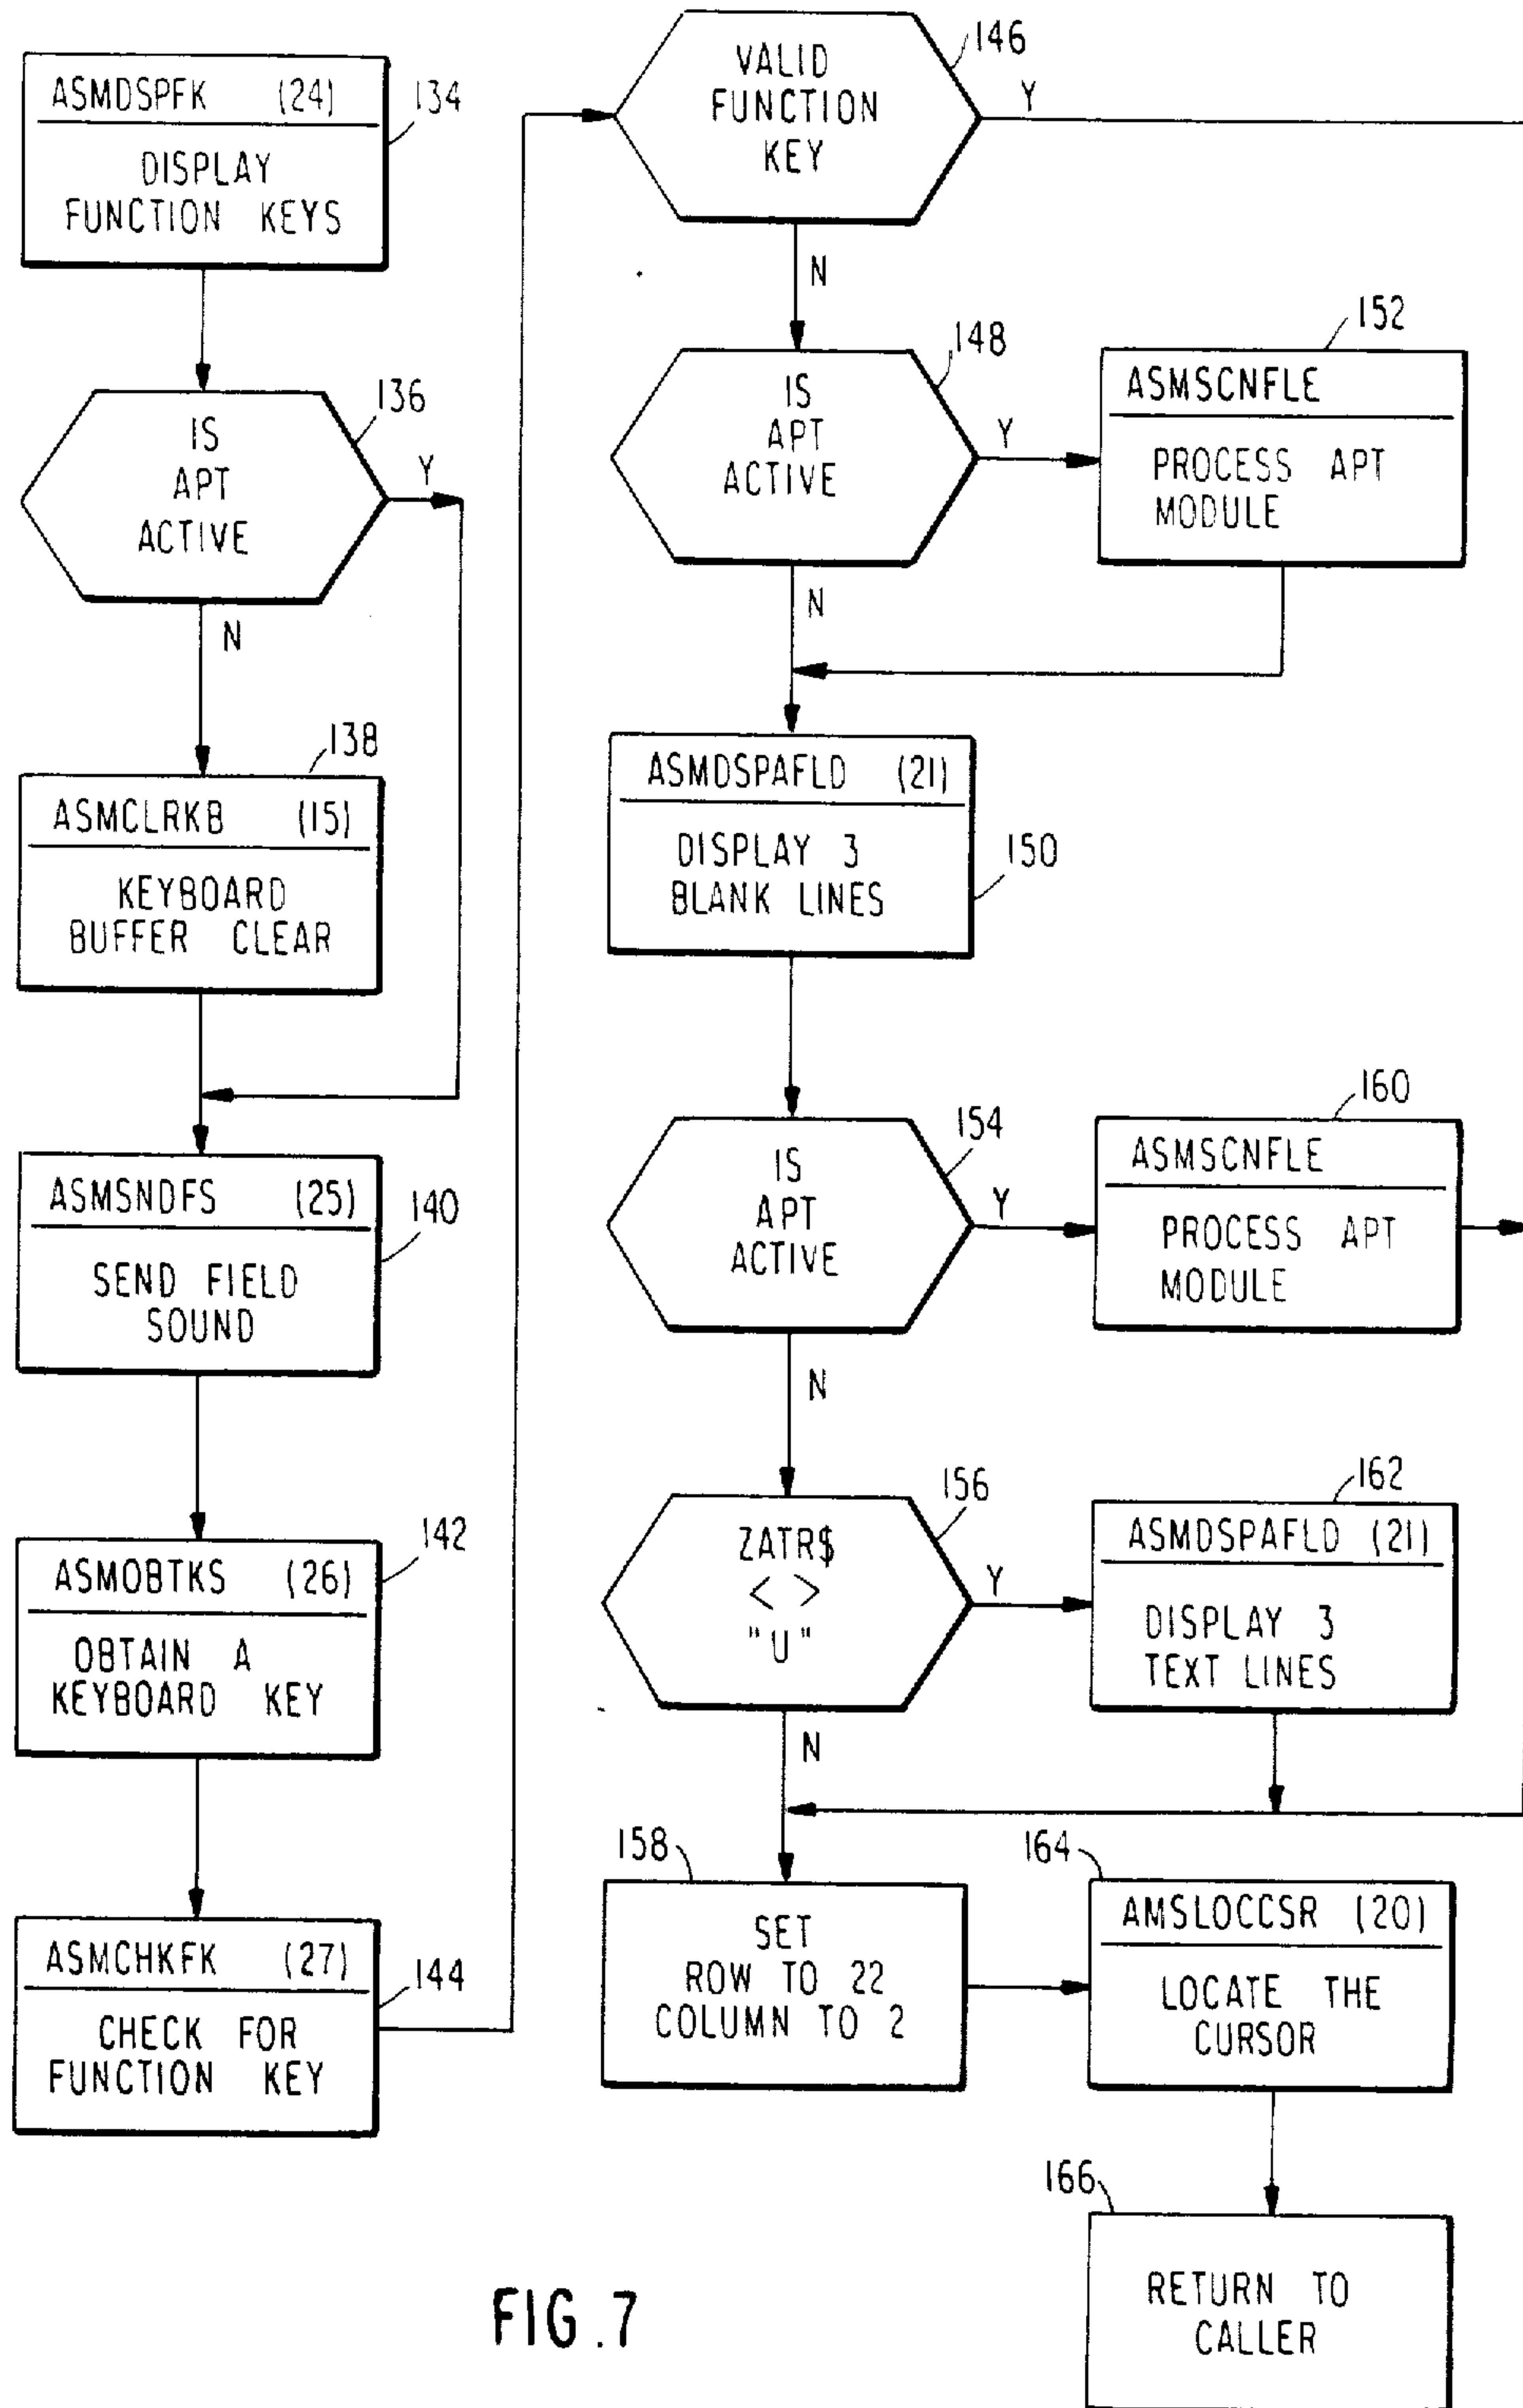 ASMDSPFK (24)
DISPLAY
FUNCTION KEYS
134
IS
APT
ACTIVE
136
Y
N
138
ASMCLRKB (15)
KEYBOARD
BUFFER CLEAR
ASMSNDFS (25)
SEND FIELD
SOUND
140
ASMOBTKS (26)
OBTAIN A
KEYBOARD KEY
142
ASMCHKFK (27)
CHECK FOR
FUNCTION KEY
144
VALID
FUNCTION
KEY
146
Y
N
IS
APT
ACTIVE
148
Y
N
152
ASMSCNFLE
PROCESS APT
MODULE
ASMDSPAFLD (21)
DISPLAY 3
BLANK LINES
150
IS
APT
ACTIVE
154
Y
N
160
ASMSCNFLE
PROCESS APT
MODULE
ZATR$
< >
"U"
156
Y
N
162
ASMDSPAFLD (21)
DISPLAY 3
TEXT LINES
158
SET
ROW TO 22
COLUMN TO 2
164
AMSLOCCSR (20)
LOCATE THE
CURSOR
166
RETURN TO
CALLER
FIG.7